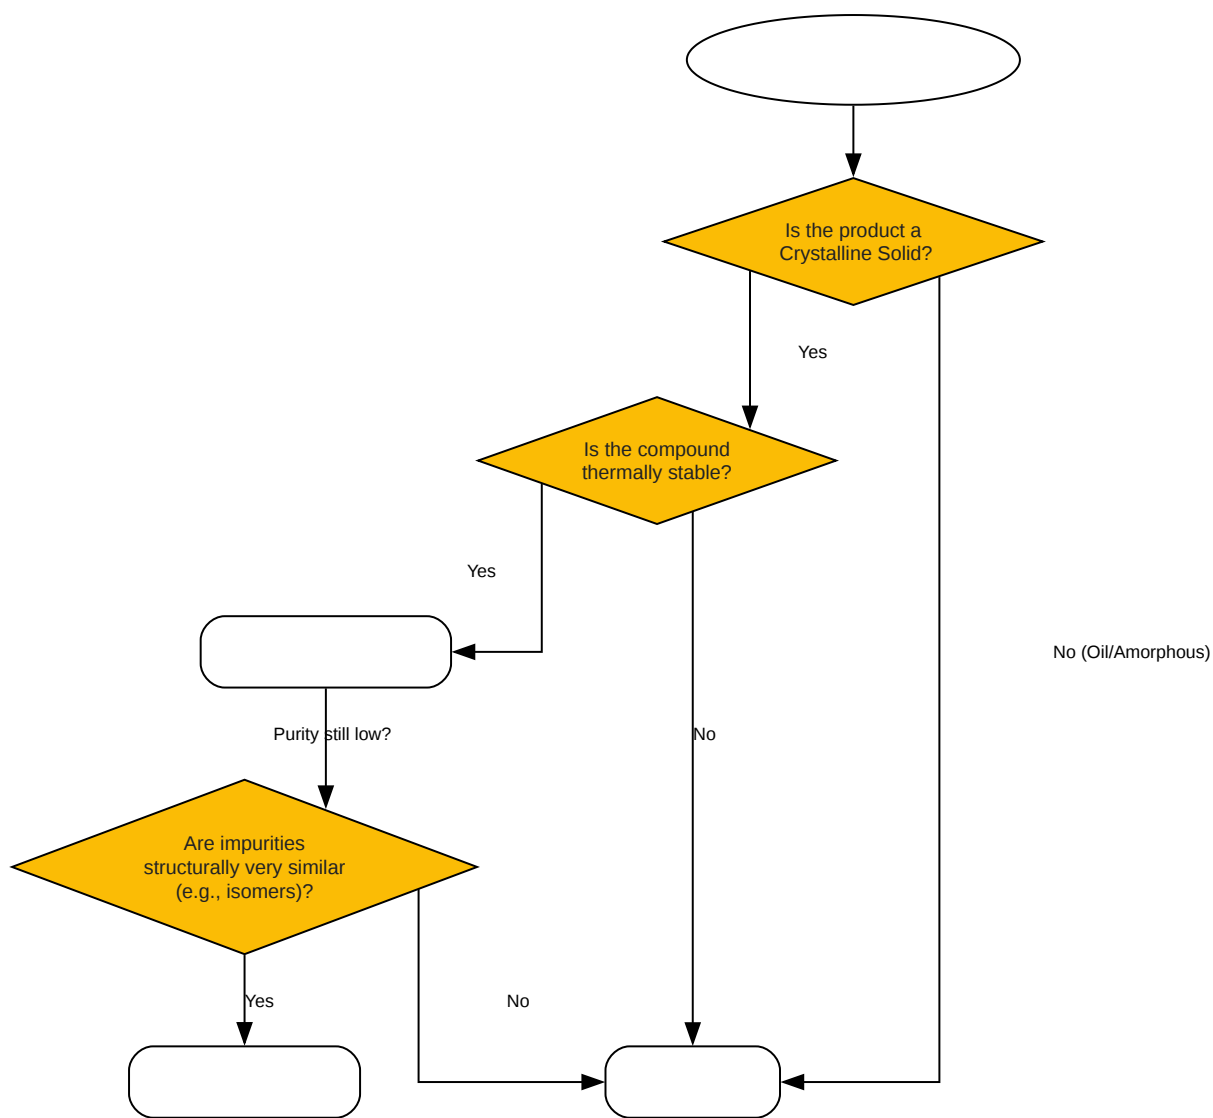 Is the product a
Crystalline Solid?
Yes
Is the compound
thermally stable?
Yes
No (Oil/Amorphous)
Purity still low?
No
Are impurities
structurally very similar
(e.g., isomers)?
Yes
No